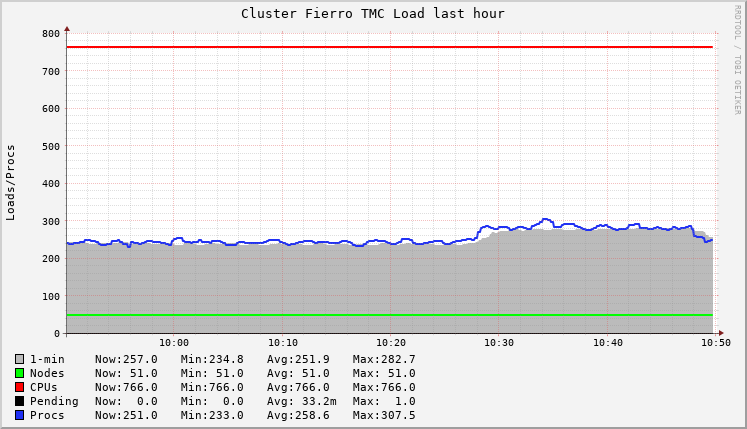 Cluster Fierro TMC Load last hour
RRDTOOL / TOBI OETIKER
Loads/Procs
800
700
600
500
400
300
200
100
0
10:00 10:10 10:20 10:30 10:40 10:50
1-min Now:257.0 Min:234.8 Avg:251.9 Max:282.7
Nodes Now: 51.0 Min: 51.0 Avg: 51.0 Max: 51.0
CPUs Now:766.0 Min:766.0 Avg:766.0 Max:766.0
Pending Now: 0.0 Min: 0.0 Avg: 33.2m Max: 1.0
Procs Now:251.0 Min:233.0 Avg:258.6 Max:307.5